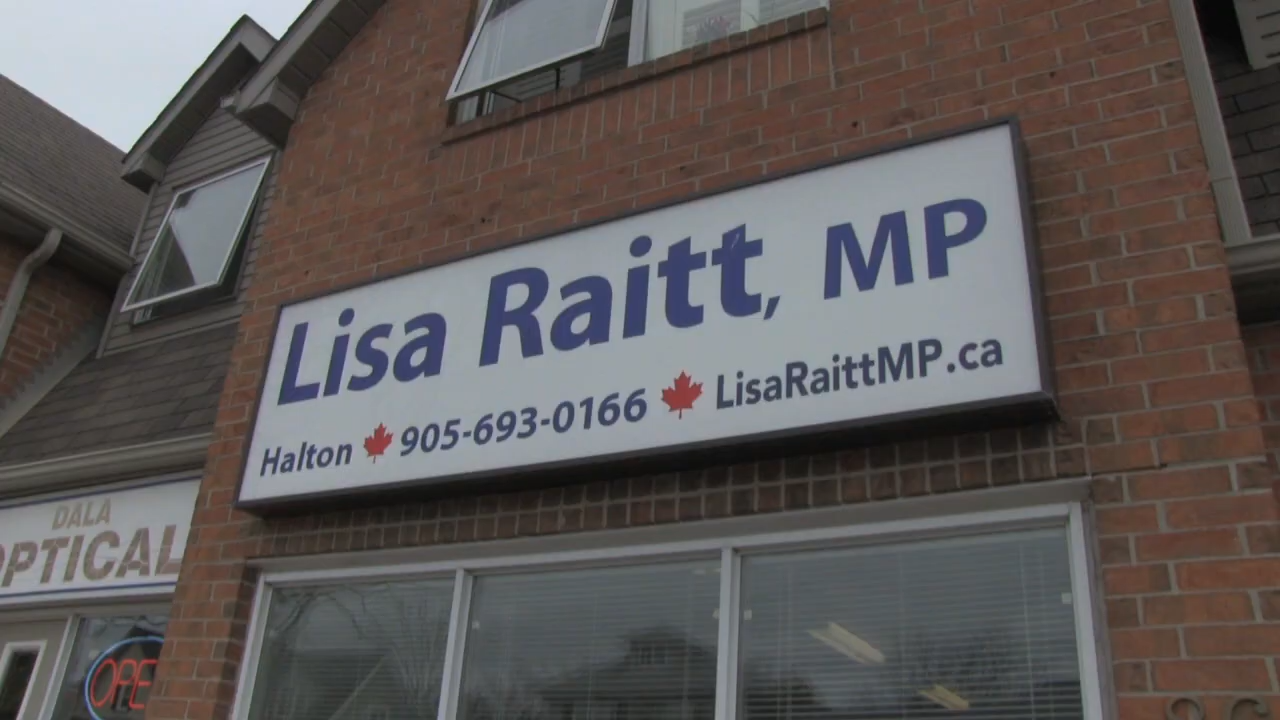 Lisa Raitt, MP
Halton 905-693-0166 LisaRaittMP.ca
DALA
OPTICAL
OPE